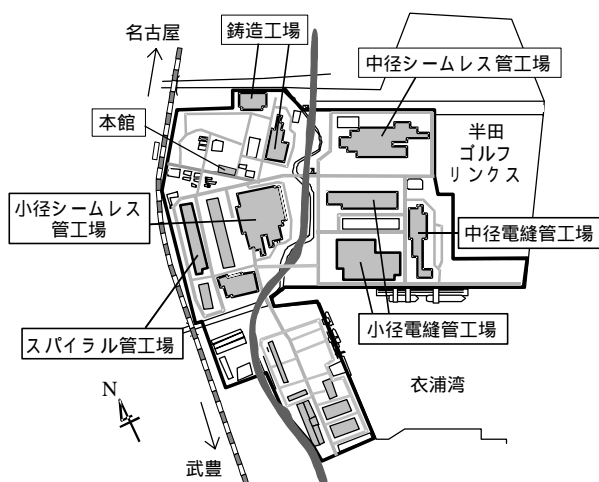 名古屋
鋳造工場
中径シームレス管工場
本館
半田
ゴルフ
リンクス
小径シームレス
管工場
中径電縫管工場
スパイラル管工場
小径電縫管工場
衣浦湾
N
武豊